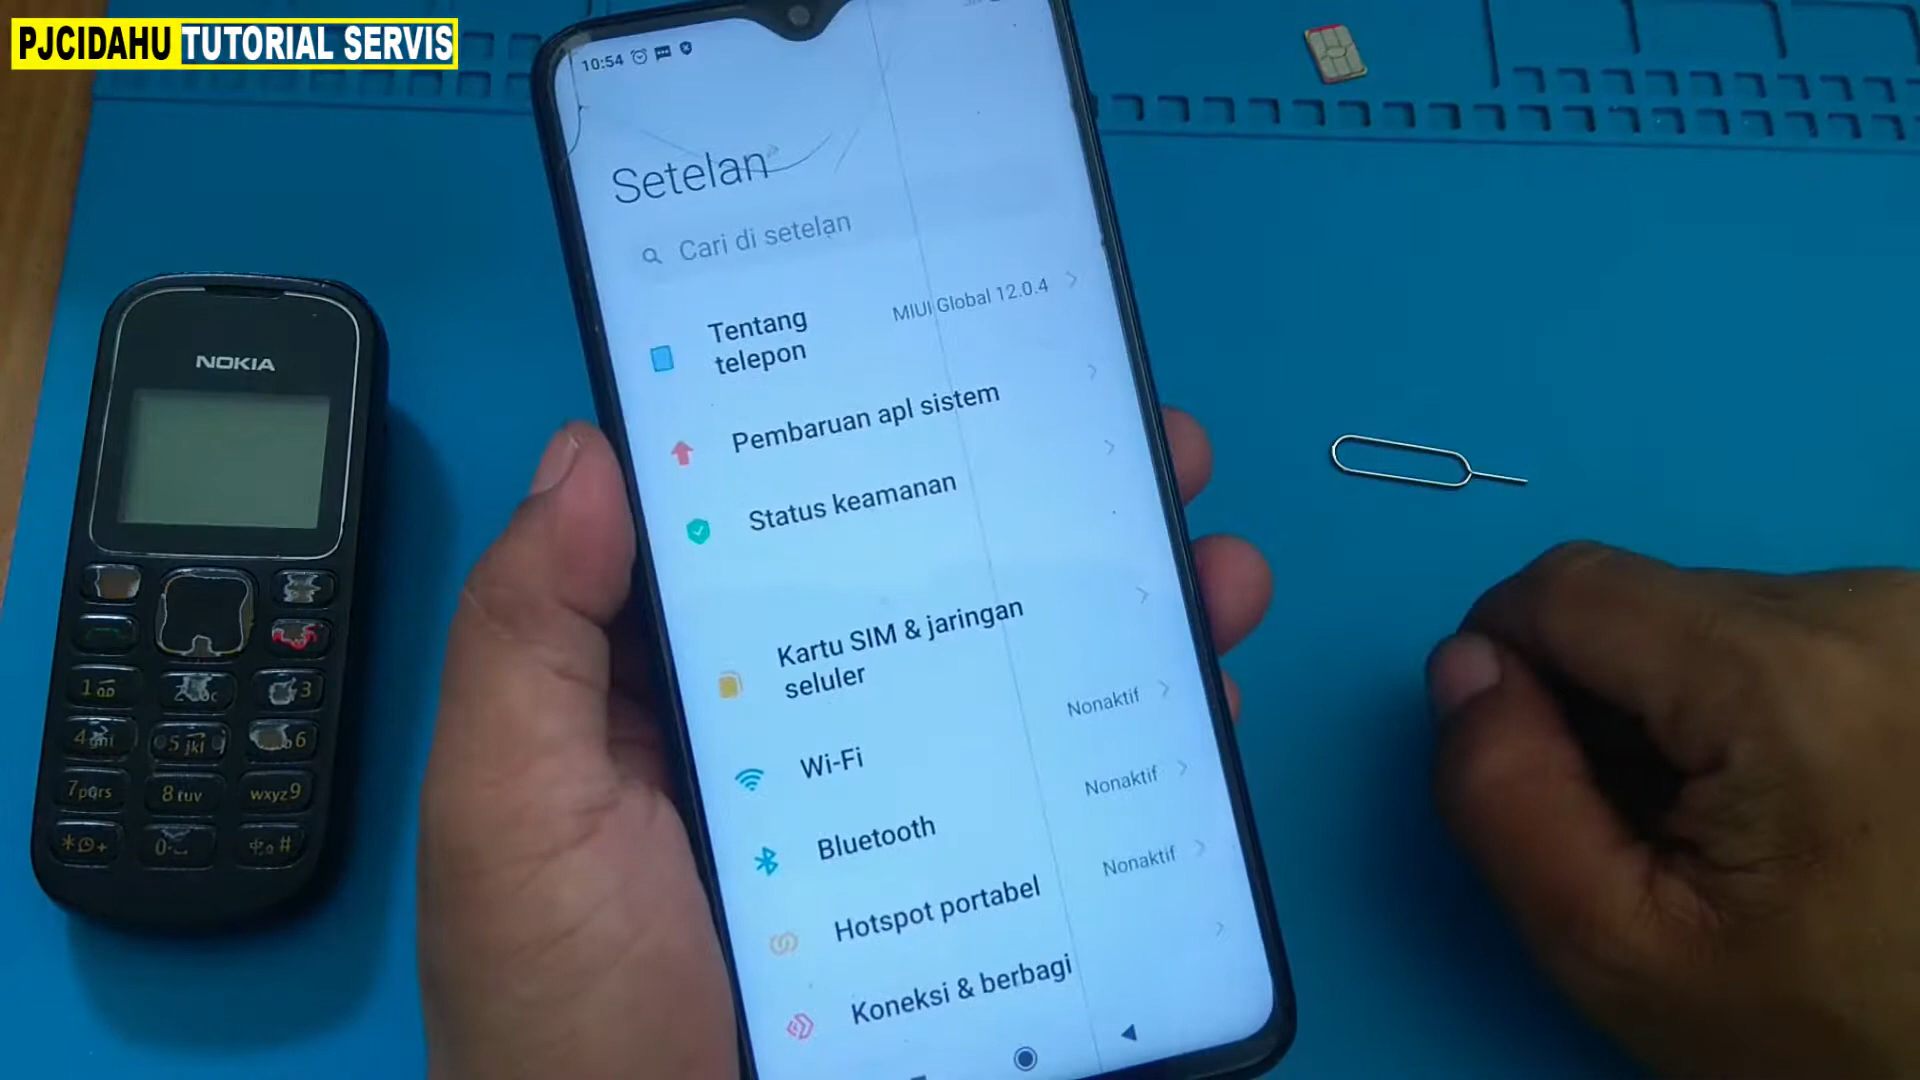 PJCIDAHU TUTORIAL SERVIS
10:54
Setelan
Cari di setelan
Tentang telepon
MIUI Global 12.0.4
Pembaruan apl sistem
Status keamanan
Kartu SIM & jaringan seluler
Wi-Fi
Nonaktif
Bluetooth
Nonaktif
Hotspot portabel
Nonaktif
Koneksi & berbagi
NOKIA
1
3
4 ghi
5 jkl
6
7 pqrs
8 tuv
wxyz 9
* +
0
#